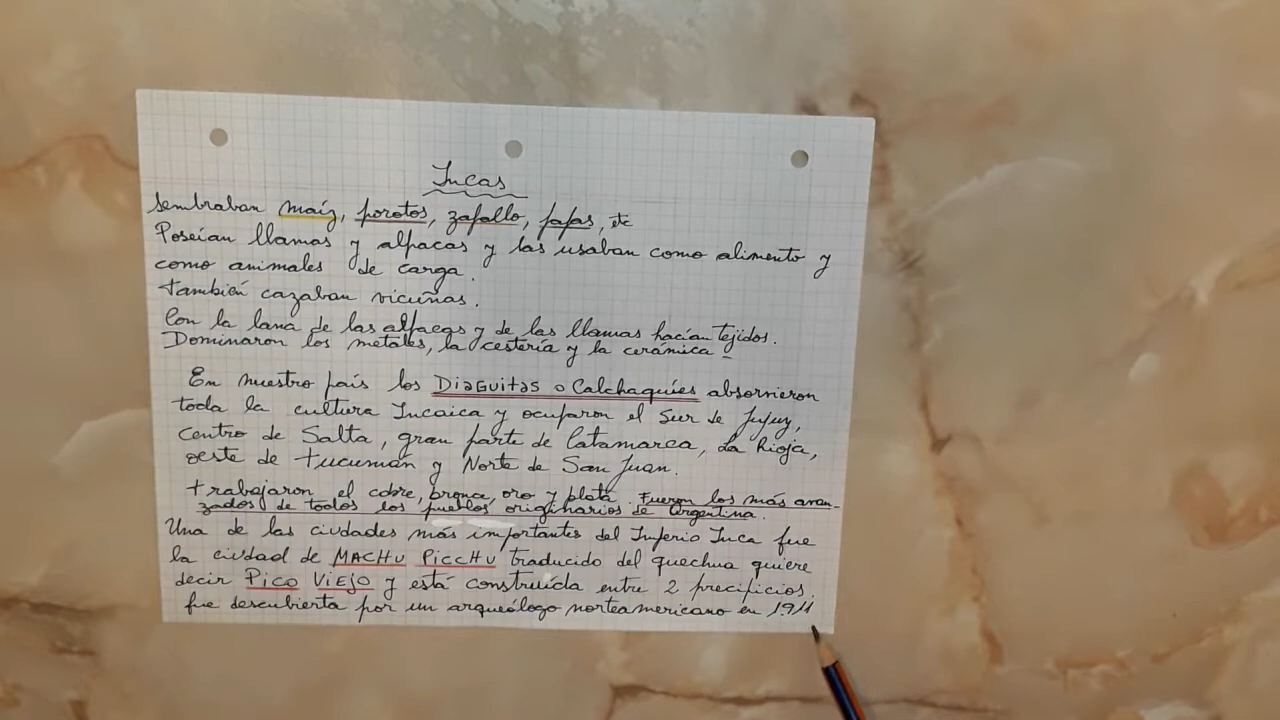 Incas
Sembraban maíz, porotos, zapallo, papas, etc
Poseían llamas y alpacas y las usaban como alimento y
como animales de carga.
También cazaban vicuñas.
Con la lana de las alpacas y de las llamas hacían tejidos.
Dominaron los metales, la cestería y la cerámica
En nuestro país los Diaguitas o Calchaquíes absorvieron
toda la cultura Incaica y ocuparon el Sur de Jujuy,
Centro de Salta, gran parte de Catamarca, La Rioja,
oeste de Tucumán y Norte de San Juan.
Trabajaron el cobre, bronce, oro y plata. Fueron los más avan-
zados de todos los pueblos originarios de Argentina.
Una de las ciudades más importantes del Imperio Inca fue
la ciudad de MACHU PICCHU traducido del quechua quiere
decir PICO VIEJO y está construída entre 2 precipicios.
fue descubierta por un arqueólogo norteamericano en 1911